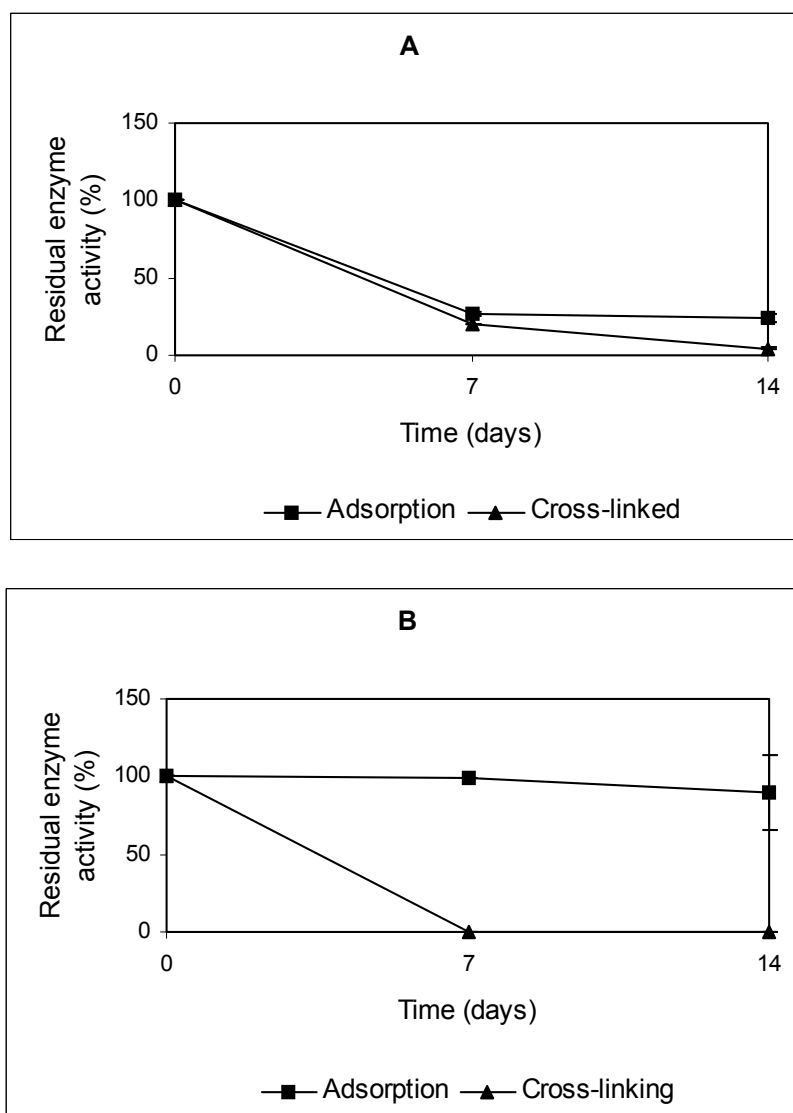 A
Residual enzyme
activity (%)
150
100
50
0
0 7 14
Time (days)
Adsorption Cross-linked
B
Residual enzyme
activity (%)
150
100
50
0
0 7 14
Time (days)
Adsorption Cross-linking